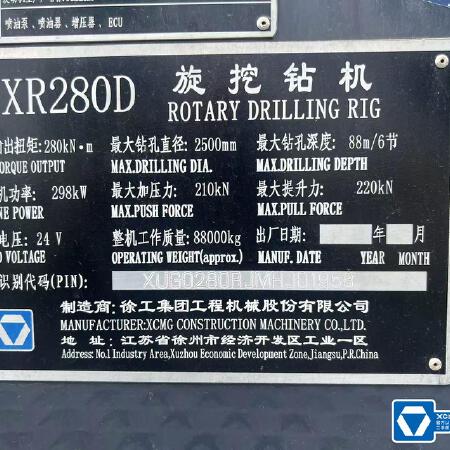 喷油泵、喷油器、增压器、ECU
XR280D 旋挖钻机
ROTARY DRILLING RIG
出扭矩: 280kN·m 最大钻孔直径: 2500mm 最大钻孔深度: 88m/6节
ORQUE OUTPUT MAX.DRILLING DIA. MAX.DRILLING DEPTH
机功率: 298kW 最大加压力: 210kN 最大提升力: 220kN
NE POWER MAX.PUSH FORCE MAX.PULL FORCE
电压: 24 V 整机工作质量: 88000kg 出厂日期: 年 月
D VOLTAGE OPERATING WEIGHT(approx.) MANUF. DATE YEAR MONTH
识别代码(PIN):
制造商: 徐工集团工程机械股份有限公司
MANUFACTURER:XCMG CONSTRUCTION MACHINERY CO.,LTD.
地 址: 江苏省徐州市经济开发区工业一区
Address: No.1 Industry Area,Xuzhou Economic Development Zone,Jiangsu,P.R.China